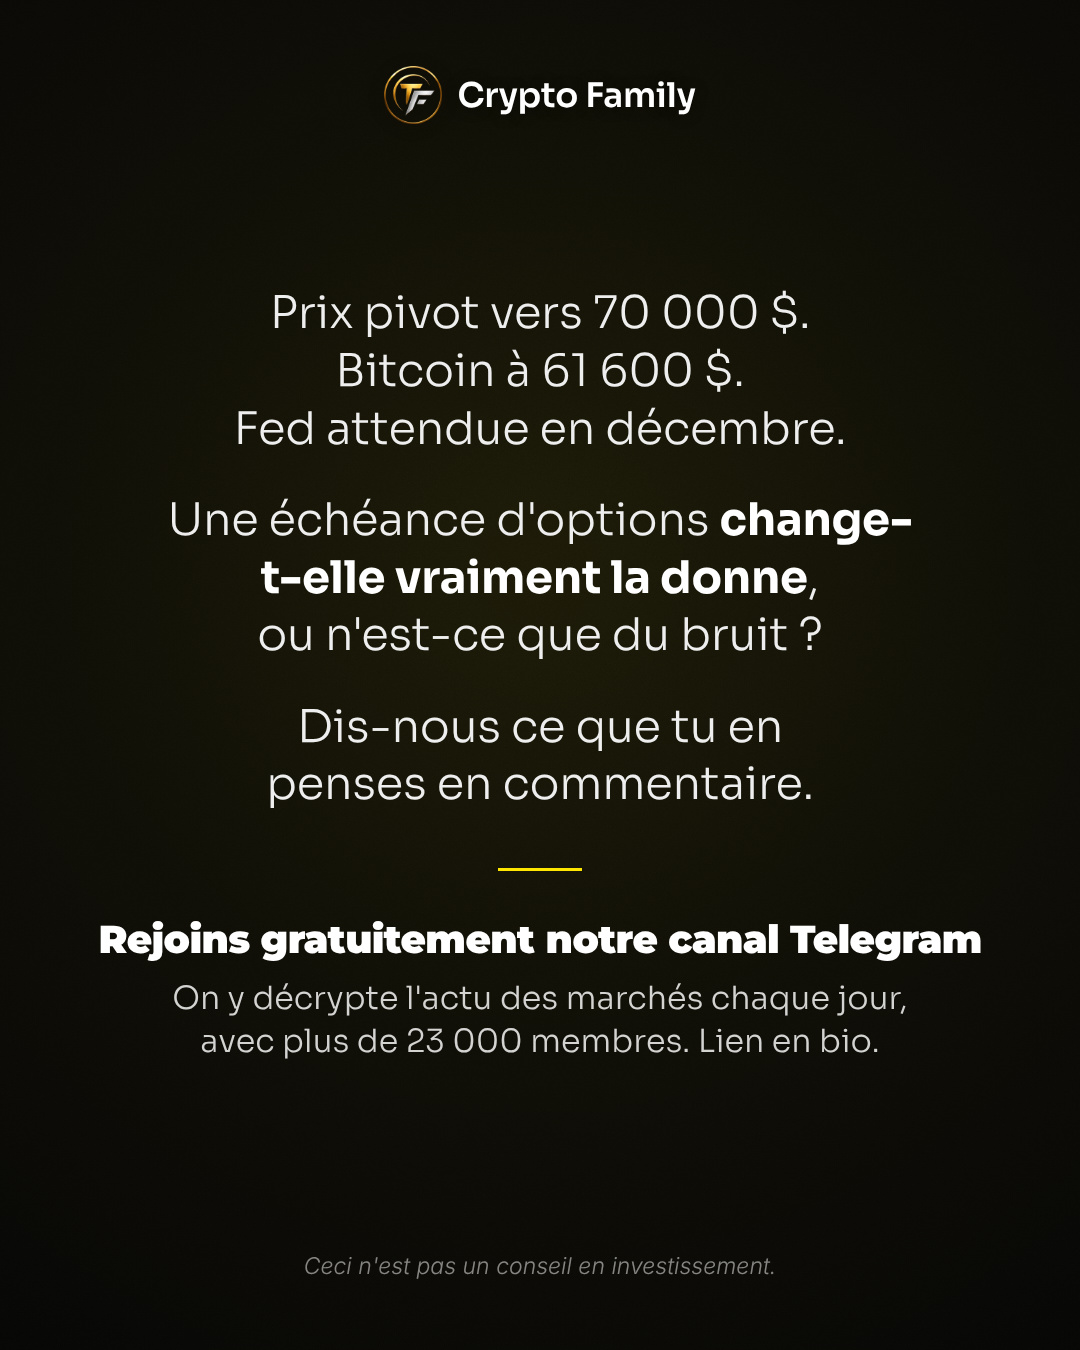 TF Crypto Family
Prix pivot vers 70 000 $.
Bitcoin à 61 600 $.
Fed attendue en décembre.
Une échéance d'options change-
t-elle vraiment la donne,
ou n'est-ce que du bruit ?
Dis-nous ce que tu en
penses en commentaire.
Rejoins gratuitement notre canal Telegram
On y décrypte l'actu des marchés chaque jour,
avec plus de 23 000 membres. Lien en bio.
Ceci n'est pas un conseil en investissement.